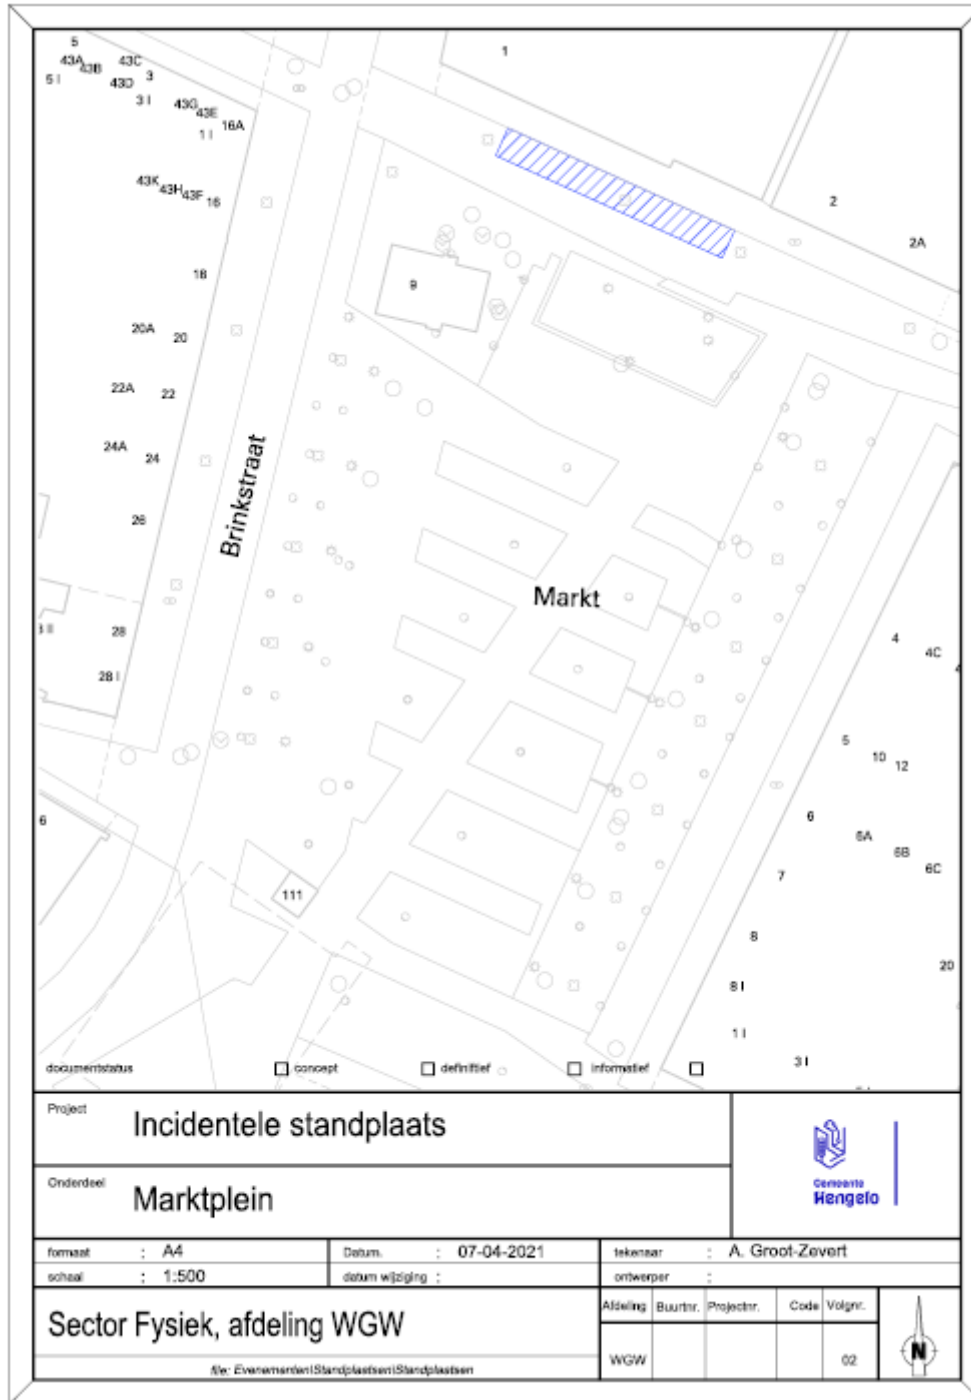 5
1
43A
43B
43C
5 I
43D
3
3 I
43G
43E
1 I
16A
43K
43H
43F
16
2
2A
18
9
20A
20
22A
22
24A
24
26
Brinkstraat
Markt
28
28 I
4
4C
5
10
12
6
6
6A
6B
6C
7
111
8
20
8 I
1 I
3 I
documentstatus concept definitief informatief
Project
Incidentele standplaats
Onderdeel
Marktplein
Gemeente
Hengelo
formaat : A4 Datum. : 07-04-2021 tekenaar : A. Groot-Zevert
schaal : 1:500 datum wijziging : ontwerper :
Sector Fysiek, afdeling WGW
Afdeling Buurtnr. Projectnr. Code Volgnr.
WGW 02
N
file: Evenementen\Standplaatsen\Standplaatsen